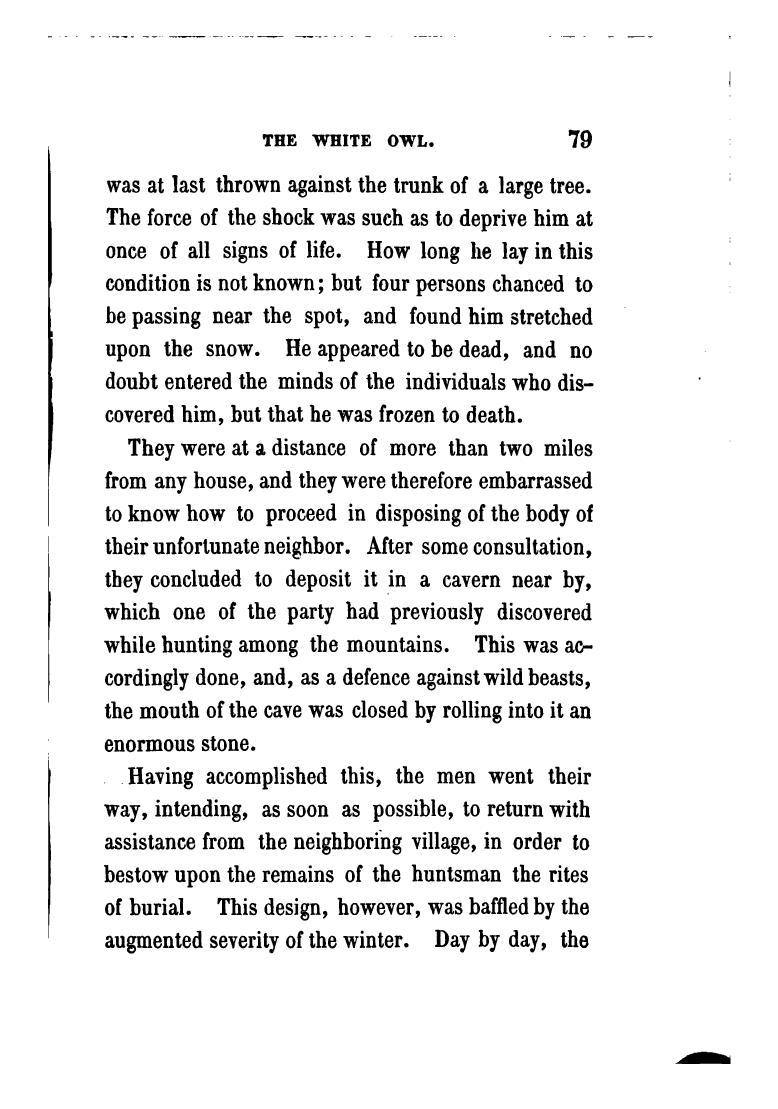 THE WHITE OWL. 79
was at last thrown against the trunk of a large tree.
The force of the shock was such as to deprive him at
once of all signs of life. How long he lay in this
condition is not known; but four persons chanced to
be passing near the spot, and found him stretched
upon the snow. He appeared to be dead, and no
doubt entered the minds of the individuals who dis-
covered him, but that he was frozen to death.
They were at a distance of more than two miles
from any house, and they were therefore embarrassed
to know how to proceed in disposing of the body of
their unfortunate neighbor. After some consultation,
they concluded to deposit it in a cavern near by,
which one of the party had previously discovered
while hunting among the mountains. This was ac-
cordingly done, and, as a defence against wild beasts,
the mouth of the cave was closed by rolling into it an
enormous stone.
Having accomplished this, the men went their
way, intending, as soon as possible, to return with
assistance from the neighboring village, in order to
bestow upon the remains of the huntsman the rites
of burial. This design, however, was baffled by the
augmented severity of the winter. Day by day, the